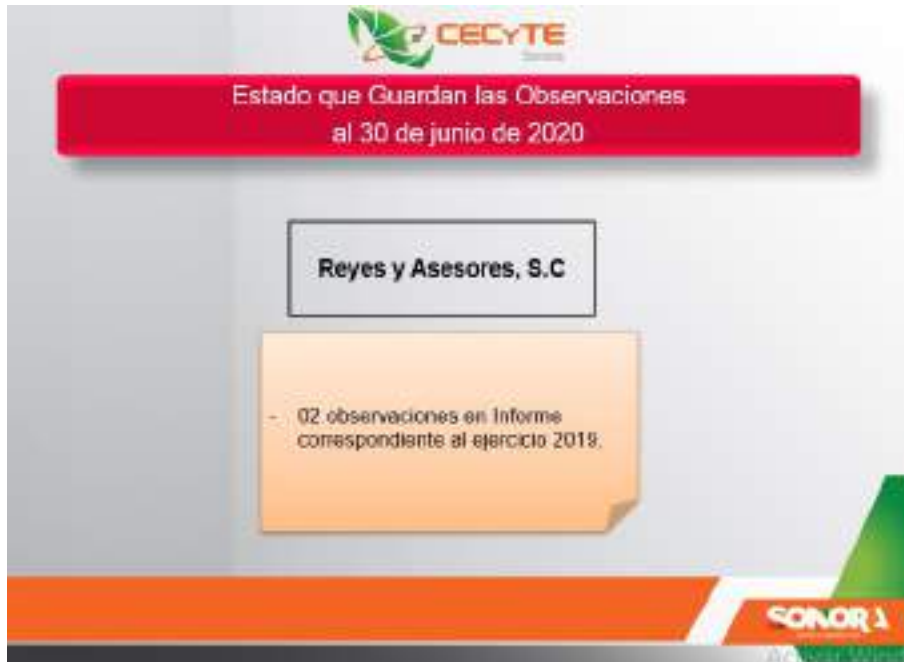 CECyTE
Sonora
Estado que Guardan las Observaciones
al 30 de junio de 2020
Reyes y Asesores, S.C
- 02 observaciones en Informe
correspondiente al ejercicio 2019.
SONORA